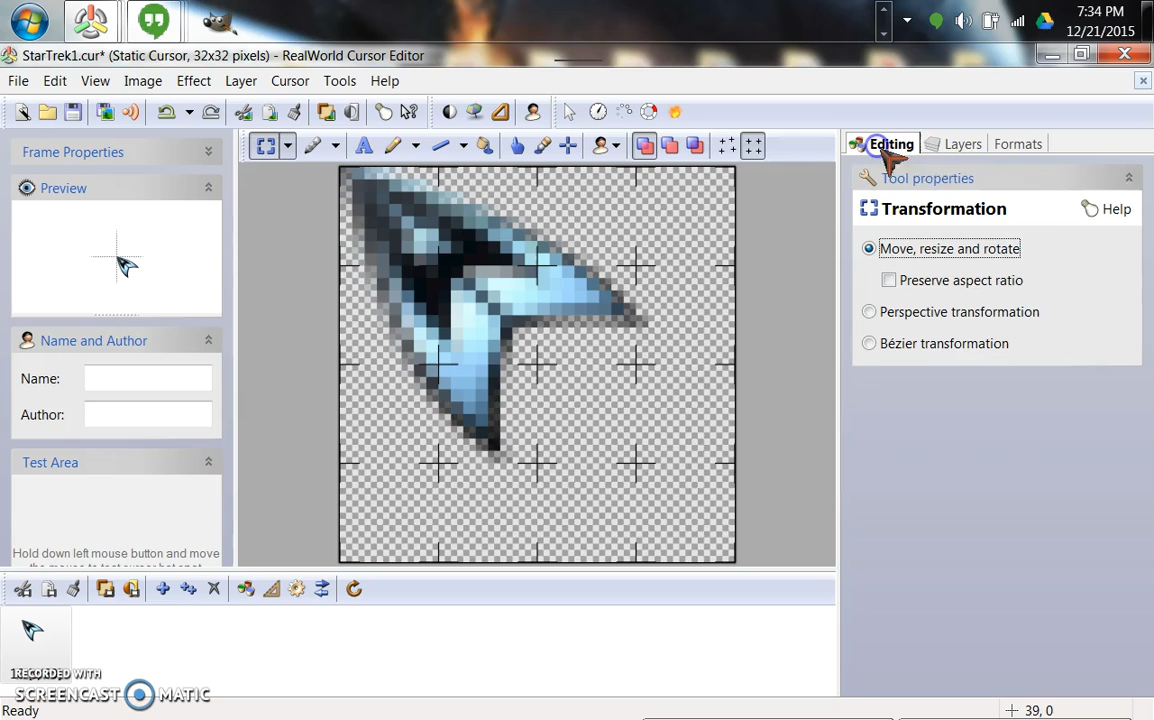 7:34 PM
12/21/2015
StarTrek1.cur* (Static Cursor, 32x32 pixels) - RealWorld Cursor Editor
File Edit View Image Effect Layer Cursor Tools Help
Frame Properties
Preview
Name and Author
Name:
Author:
Test Area
Hold down left mouse button and move
Editing Layers Formats
Tool properties
Transformation Help
Move, resize and rotate
Preserve aspect ratio
Perspective transformation
Bézier transformation
RECORDED WITH
SCREENCAST MATIC
Ready 39, 0